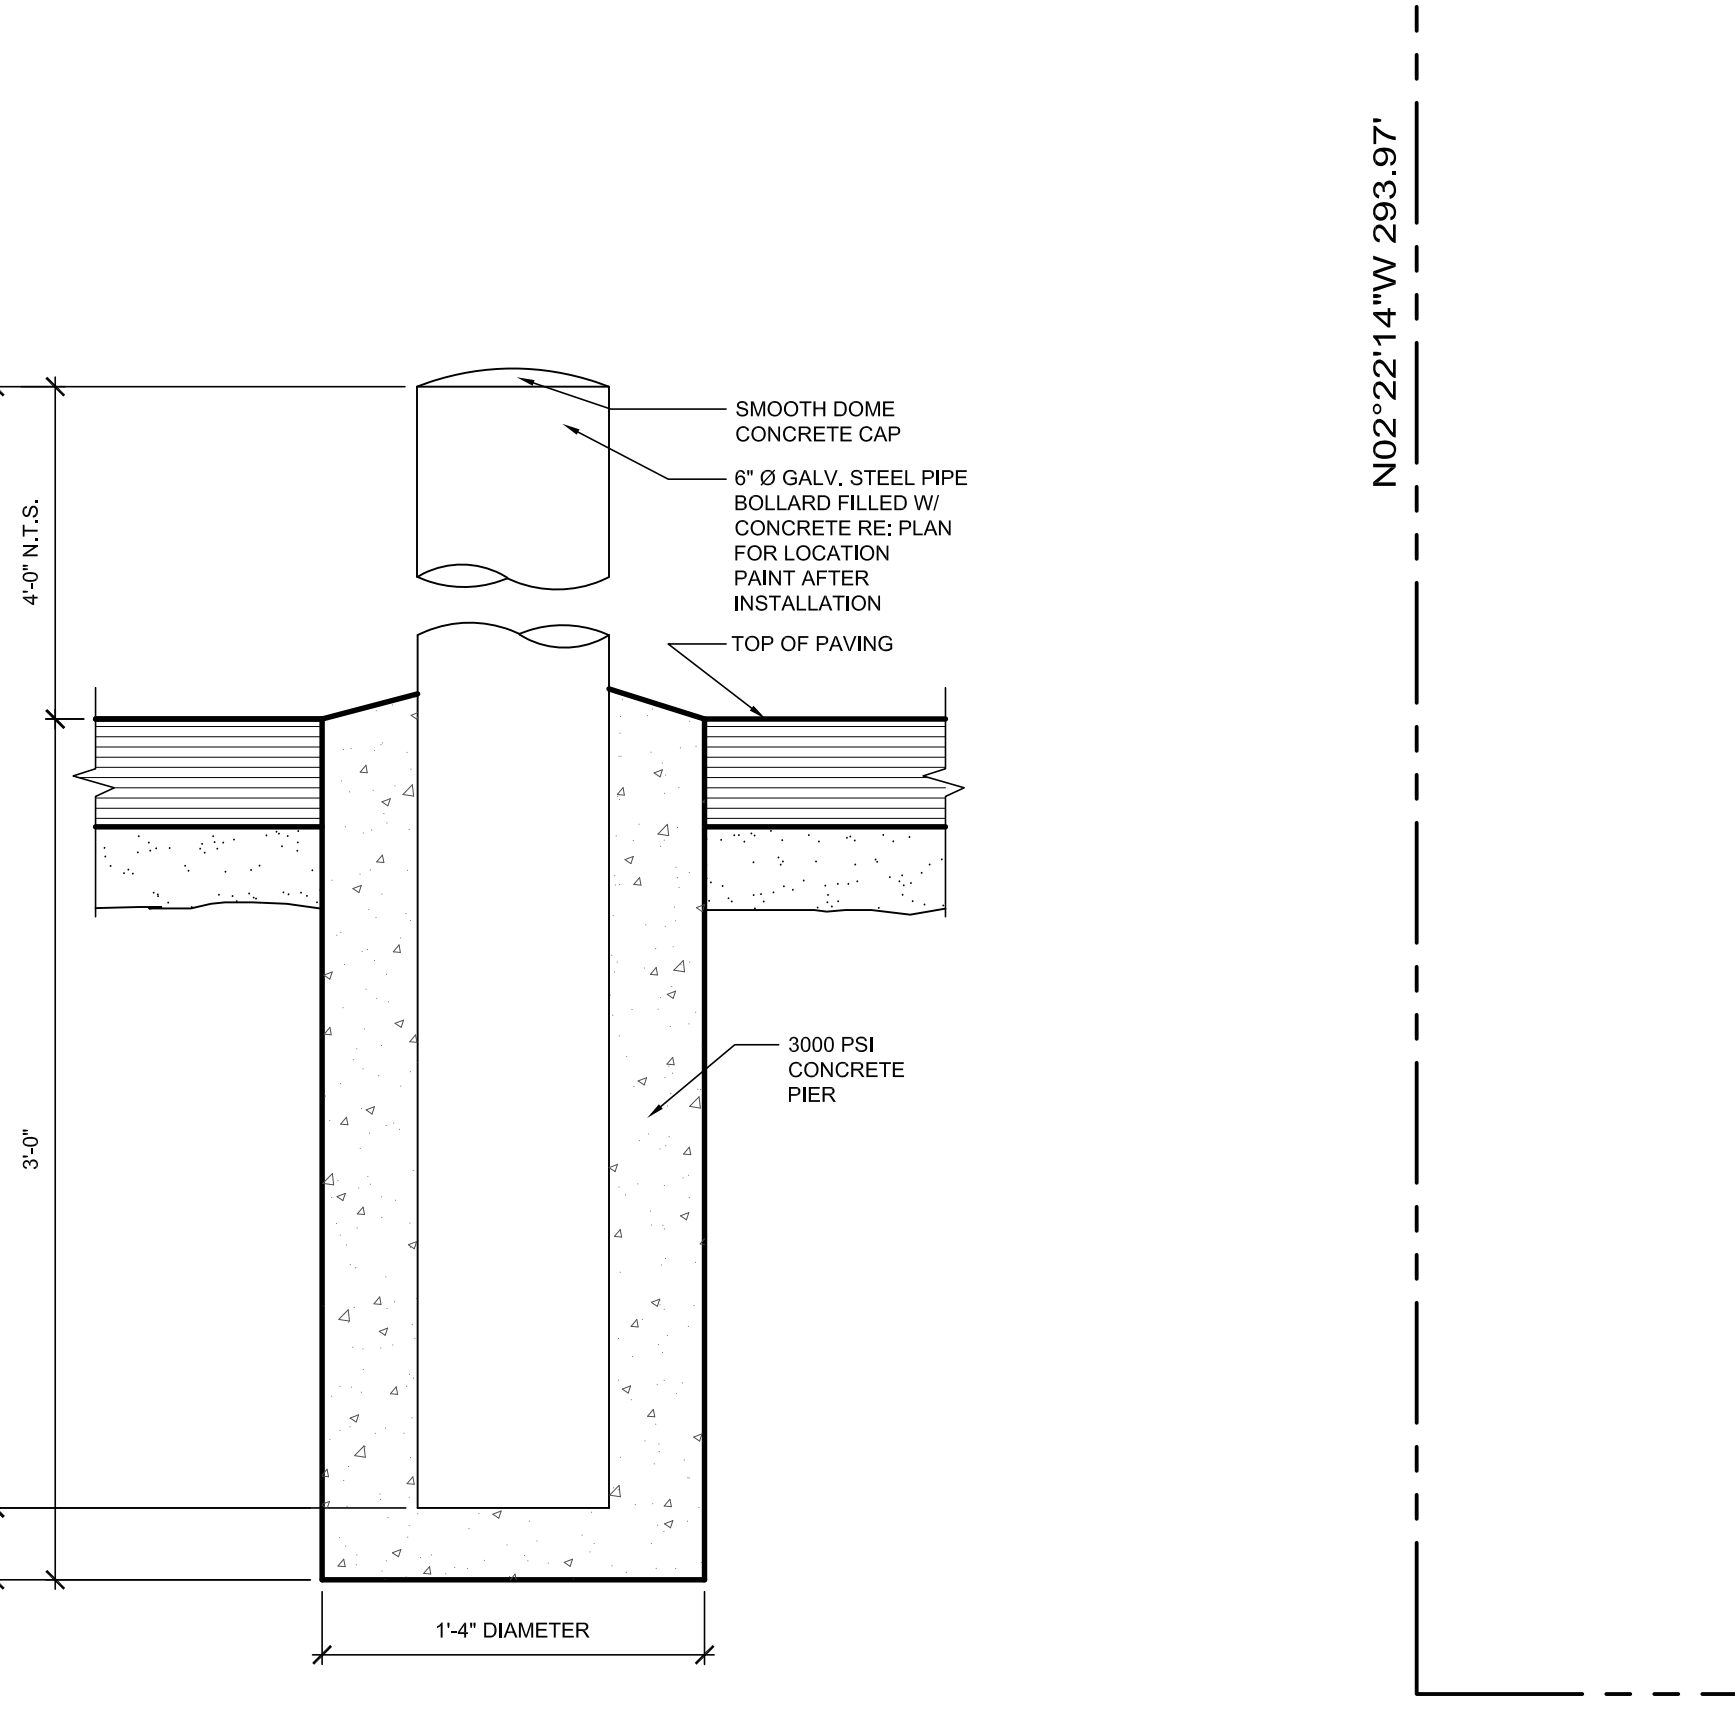 N02°22'14"W 293.97'
SMOOTH DOME
CONCRETE CAP
6" Ø GALV. STEEL PIPE
BOLLARD FILLED W/
CONCRETE RE: PLAN
FOR LOCATION
PAINT AFTER
INSTALLATION
4'-0" N.T.S.
TOP OF PAVING
3000 PSI
CONCRETE
PIER
3'-0"
1'-4" DIAMETER